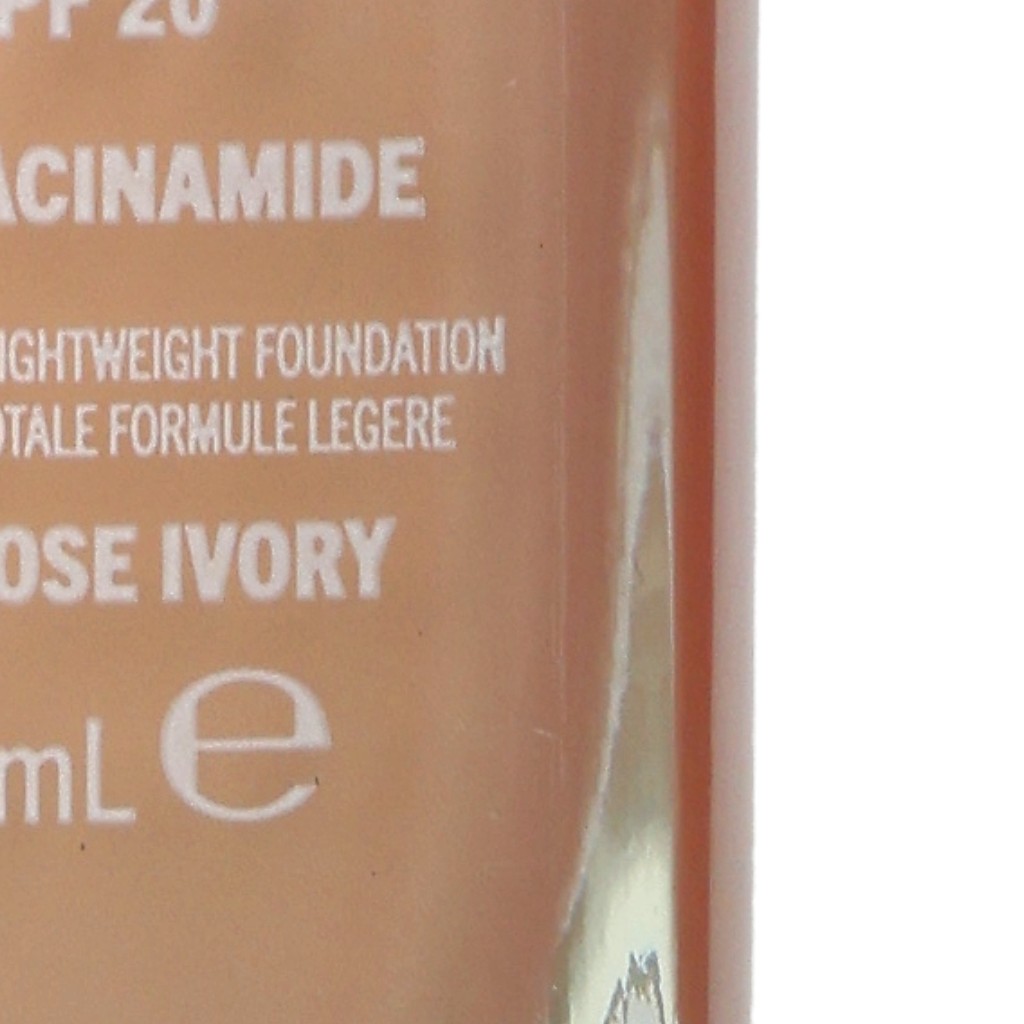 PF 20
ACINAMIDE
IGHTWEIGHT FOUNDATION
OTALE FORMULE LEGERE
OSE IVORY
mL e